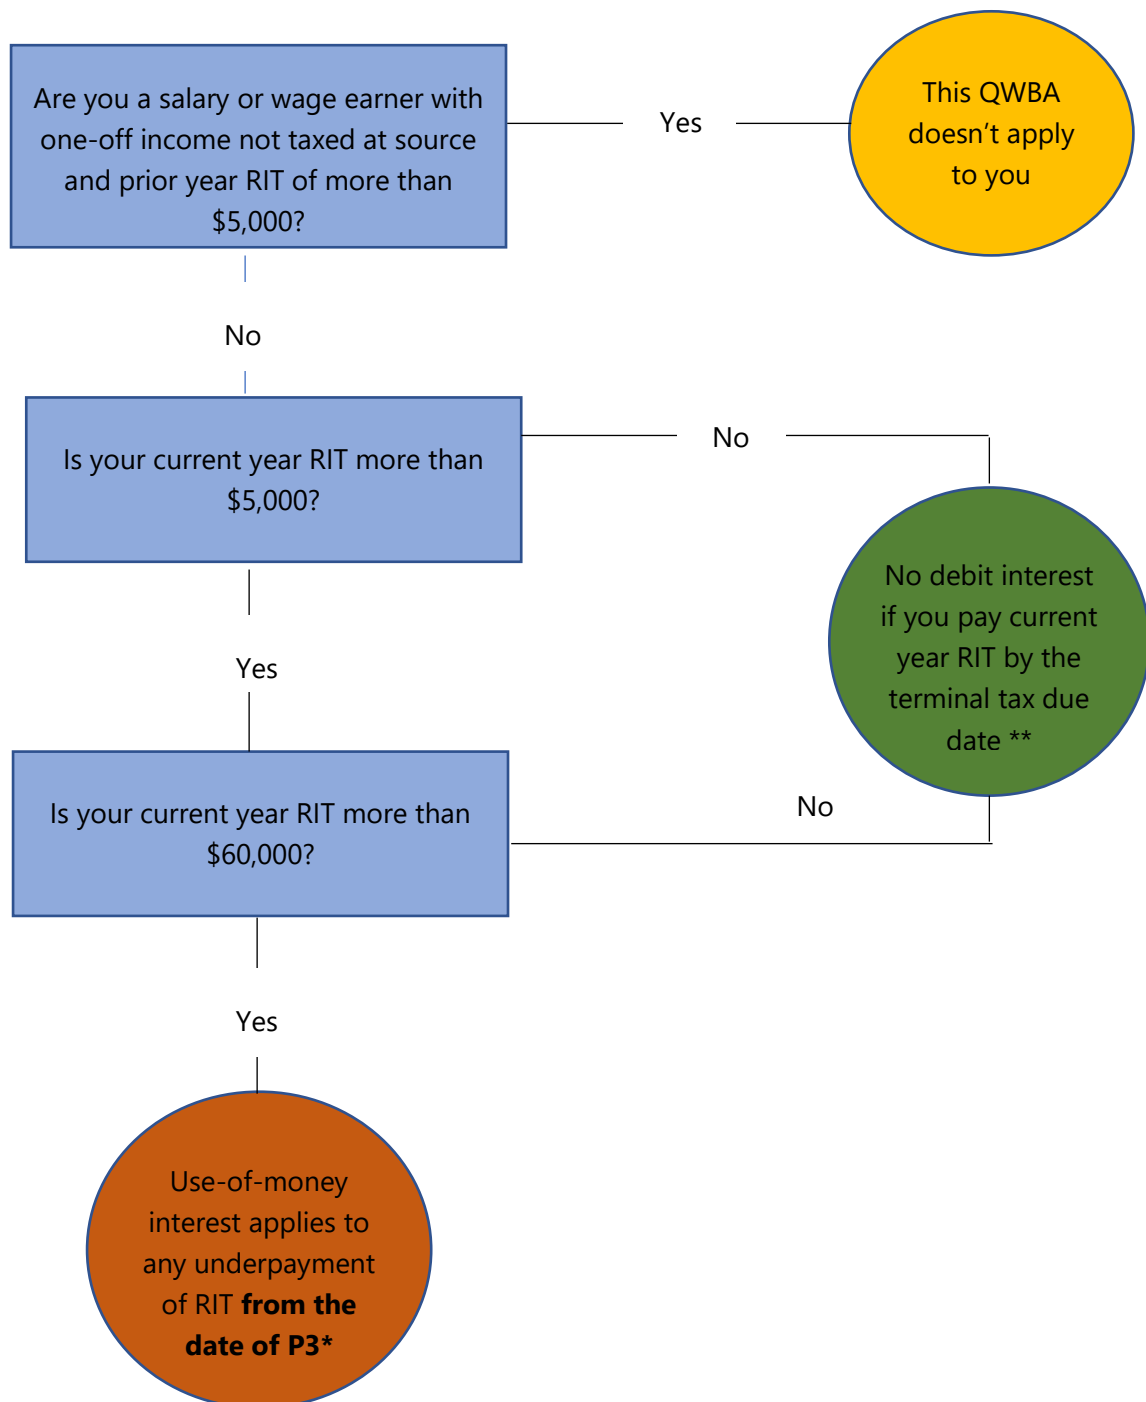 Are you a salary or wage earner with
one-off income not taxed at source
and prior year RIT of more than
$5,000?
Yes
This QWBA
doesn't apply
to you
No
Is your current year RIT more than
$5,000?
No
No debit interest
if you pay current
year RIT by the
terminal tax due
date **
Yes
Is your current year RIT more than
$60,000?
No
Yes
Use-of-money
interest applies to
any underpayment
of RIT from the
date of P3*